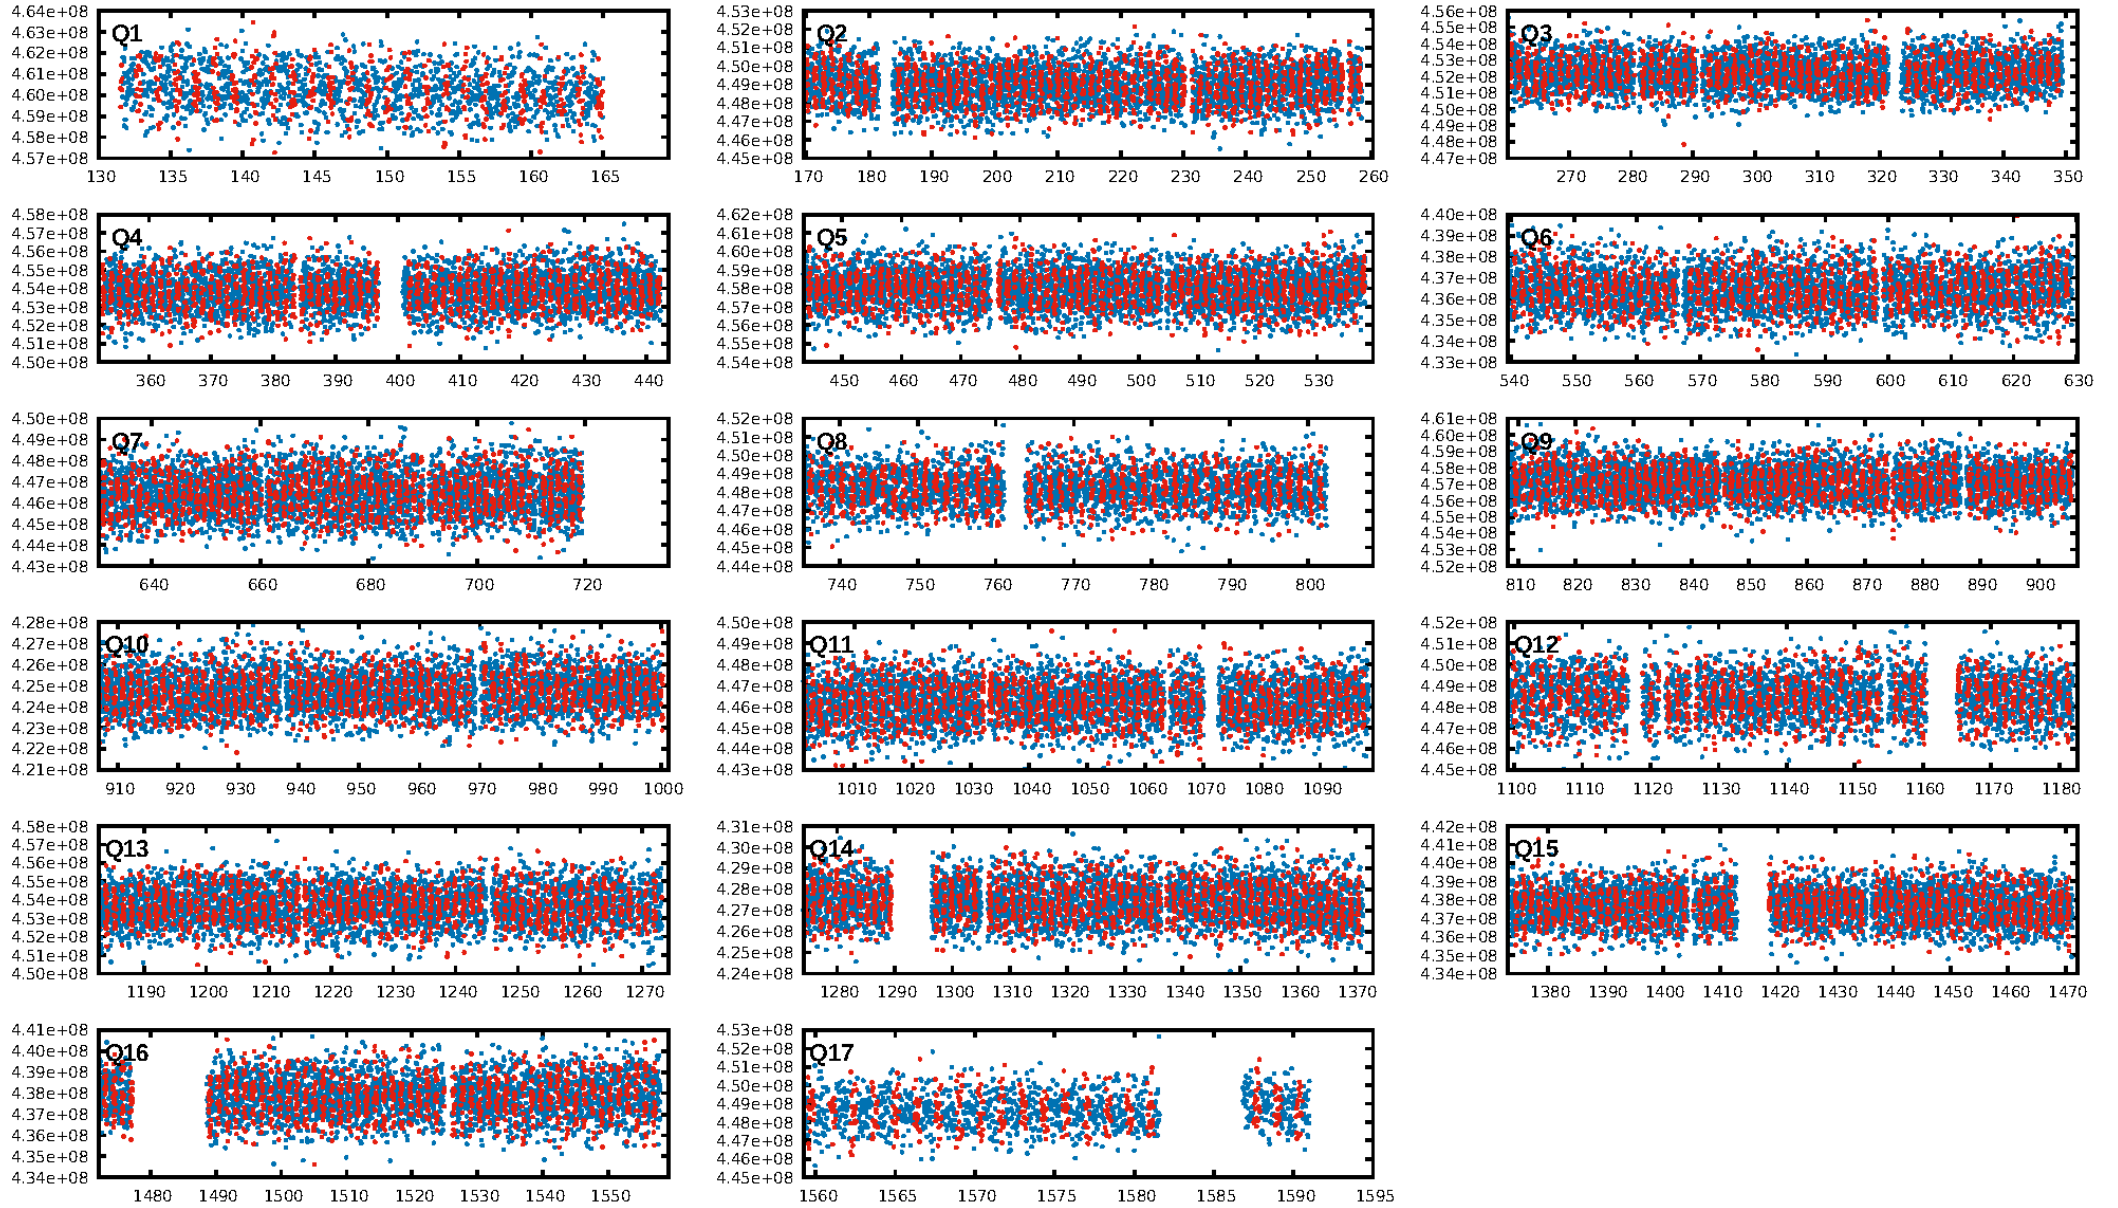 4.64e+08
4.63e+08
4.62e+08
4.61e+08
4.60e+08
4.59e+08
4.58e+08
4.57e+08
Q1
130 135 140 145 150 155 160 165
4.53e+08
4.52e+08
4.51e+08
4.50e+08
4.49e+08
4.48e+08
4.47e+08
4.46e+08
4.45e+08
Q2
170 180 190 200 210 220 230 240 250 260
4.56e+08
4.55e+08
4.54e+08
4.53e+08
4.52e+08
4.51e+08
4.50e+08
4.49e+08
4.48e+08
4.47e+08
Q3
270 280 290 300 310 320 330 340 350
4.58e+08
4.57e+08
4.56e+08
4.55e+08
4.54e+08
4.53e+08
4.52e+08
4.51e+08
4.50e+08
Q4
360 370 380 390 400 410 420 430 440
4.62e+08
4.61e+08
4.60e+08
4.59e+08
4.58e+08
4.57e+08
4.56e+08
4.55e+08
4.54e+08
Q5
450 460 470 480 490 500 510 520 530
4.40e+08
4.39e+08
4.38e+08
4.37e+08
4.36e+08
4.35e+08
4.34e+08
4.33e+08
Q6
540 550 560 570 580 590 600 610 620 630
4.50e+08
4.49e+08
4.48e+08
4.47e+08
4.46e+08
4.45e+08
4.44e+08
4.43e+08
Q7
640 660 680 700 720
4.52e+08
4.51e+08
4.50e+08
4.49e+08
4.48e+08
4.47e+08
4.46e+08
4.45e+08
4.44e+08
Q8
740 750 760 770 780 790 800
4.61e+08
4.60e+08
4.59e+08
4.58e+08
4.57e+08
4.56e+08
4.55e+08
4.54e+08
4.53e+08
4.52e+08
Q9
810 820 830 840 850 860 870 880 890 900
4.28e+08
4.27e+08
4.26e+08
4.25e+08
4.24e+08
4.23e+08
4.22e+08
4.21e+08
Q10
910 920 930 940 950 960 970 980 990 1000
4.50e+08
4.49e+08
4.48e+08
4.47e+08
4.46e+08
4.45e+08
4.44e+08
4.43e+08
Q11
1010 1020 1030 1040 1050 1060 1070 1080 1090
4.52e+08
4.51e+08
4.50e+08
4.49e+08
4.48e+08
4.47e+08
4.46e+08
4.45e+08
Q12
1100 1110 1120 1130 1140 1150 1160 1170 1180
4.58e+08
4.57e+08
4.56e+08
4.55e+08
4.54e+08
4.53e+08
4.52e+08
4.51e+08
4.50e+08
Q13
1190 1200 1210 1220 1230 1240 1250 1260 1270
4.31e+08
4.30e+08
4.29e+08
4.28e+08
4.27e+08
4.26e+08
4.25e+08
4.24e+08
Q14
1280 1290 1300 1310 1320 1330 1340 1350 1360 1370
4.42e+08
4.41e+08
4.40e+08
4.39e+08
4.38e+08
4.37e+08
4.36e+08
4.35e+08
4.34e+08
Q15
1380 1390 1400 1410 1420 1430 1440 1450 1460 1470
4.41e+08
4.40e+08
4.39e+08
4.38e+08
4.37e+08
4.36e+08
4.35e+08
4.34e+08
Q16
1480 1490 1500 1510 1520 1530 1540 1550
4.53e+08
4.52e+08
4.51e+08
4.50e+08
4.49e+08
4.48e+08
4.47e+08
4.46e+08
4.45e+08
Q17
1560 1565 1570 1575 1580 1585 1590 1595